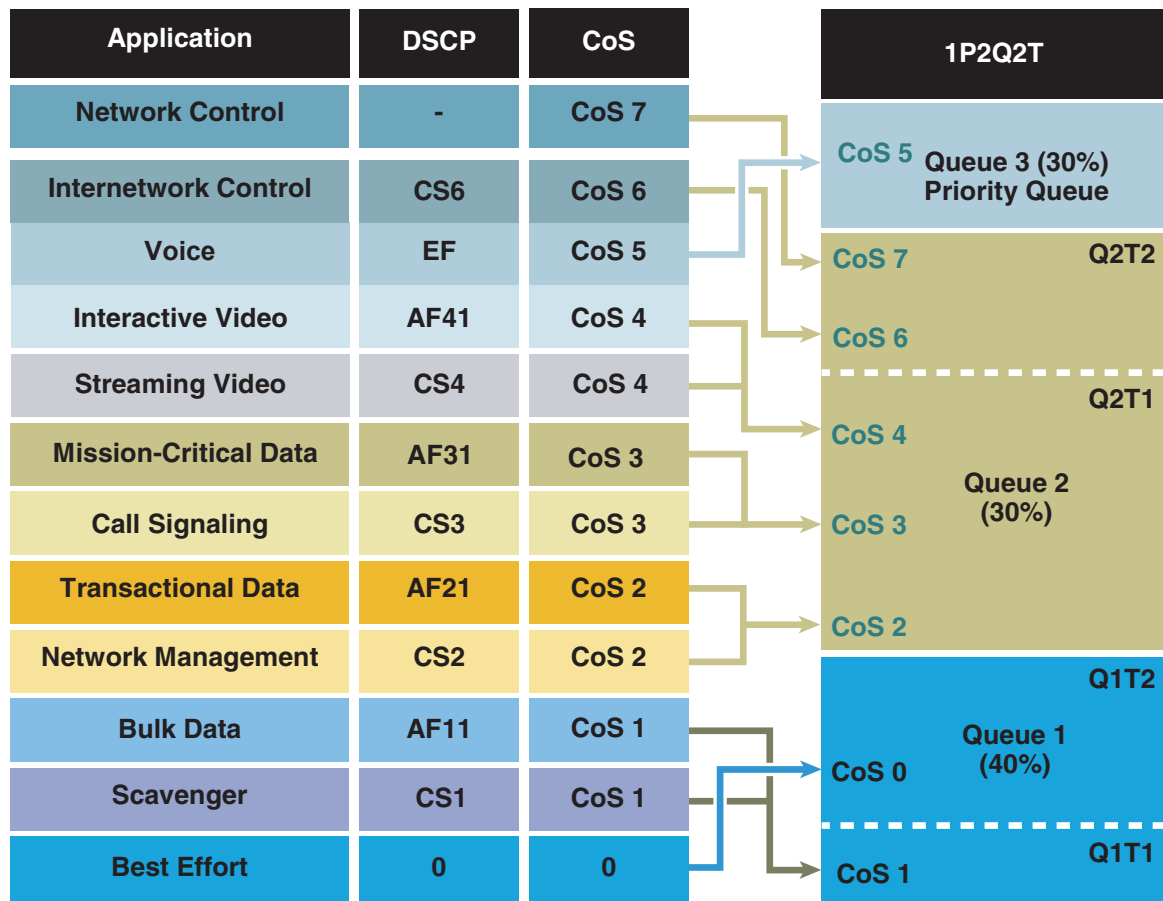 Application DSCP CoS
Network Control - CoS 7
Internetwork Control CS6 CoS 6
Voice EF CoS 5
Interactive Video AF41 CoS 4
Streaming Video CS4 CoS 4
Mission-Critical Data AF31 CoS 3
Call Signaling CS3 CoS 3
Transactional Data AF21 CoS 2
Network Management CS2 CoS 2
Bulk Data AF11 CoS 1
Scavenger CS1 CoS 1
Best Effort 0 0
1P2Q2T
CoS 5
Queue 3 (30%)
Priority Queue
CoS 7
Q2T2
CoS 6
Q2T1
CoS 4
Queue 2
(30%)
CoS 3
CoS 2
Q1T2
Queue 1
(40%)
CoS 0
Q1T1
CoS 1